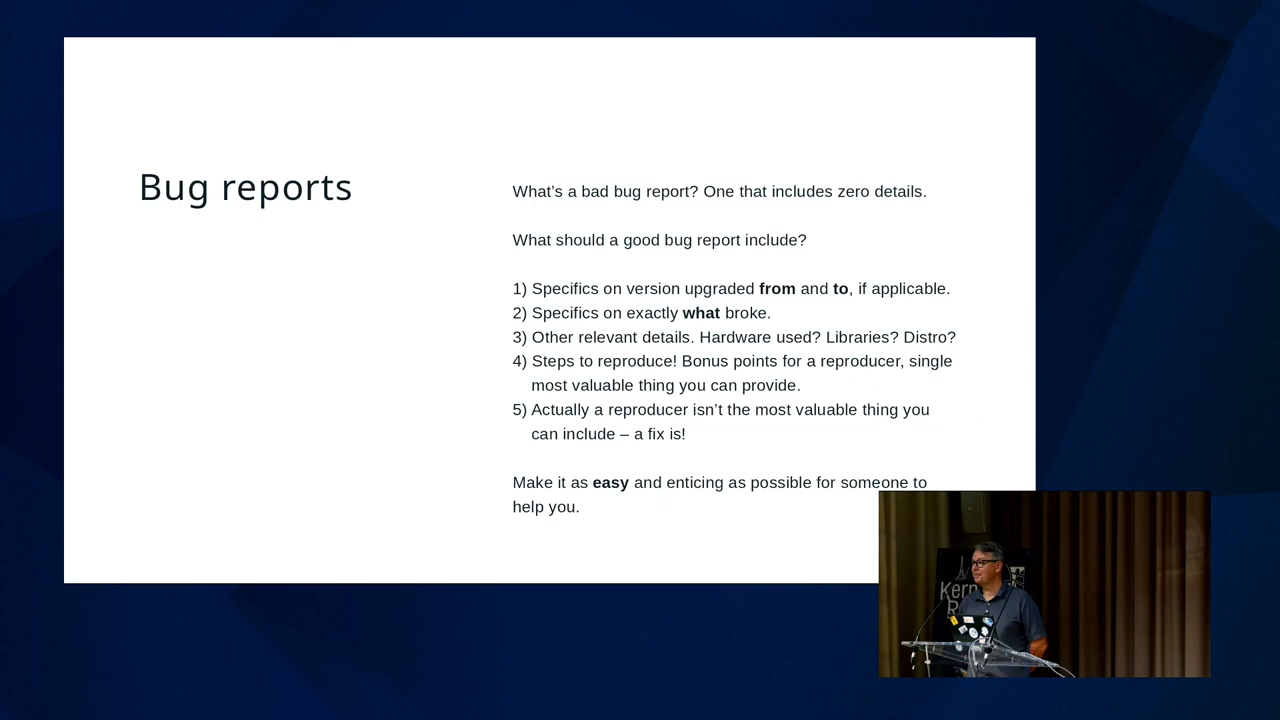 Bug reports
What's a bad bug report? One that includes zero details.
What should a good bug report include?
1) Specifics on version upgraded from and to, if applicable.
2) Specifics on exactly what broke.
3) Other relevant details. Hardware used? Libraries? Distro?
4) Steps to reproduce! Bonus points for a reproducer, single
most valuable thing you can provide.
5) Actually a reproducer isn't the most valuable thing you
can include – a fix is!
Make it as easy and enticing as possible for someone to
help you.